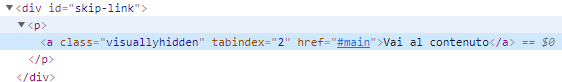 ▼<div id="skip-link">
▼<p>
<a class="visuallyhidden" tabindex="2" href="#main">Vai al contenuto</a> == $0
</p>
</div>